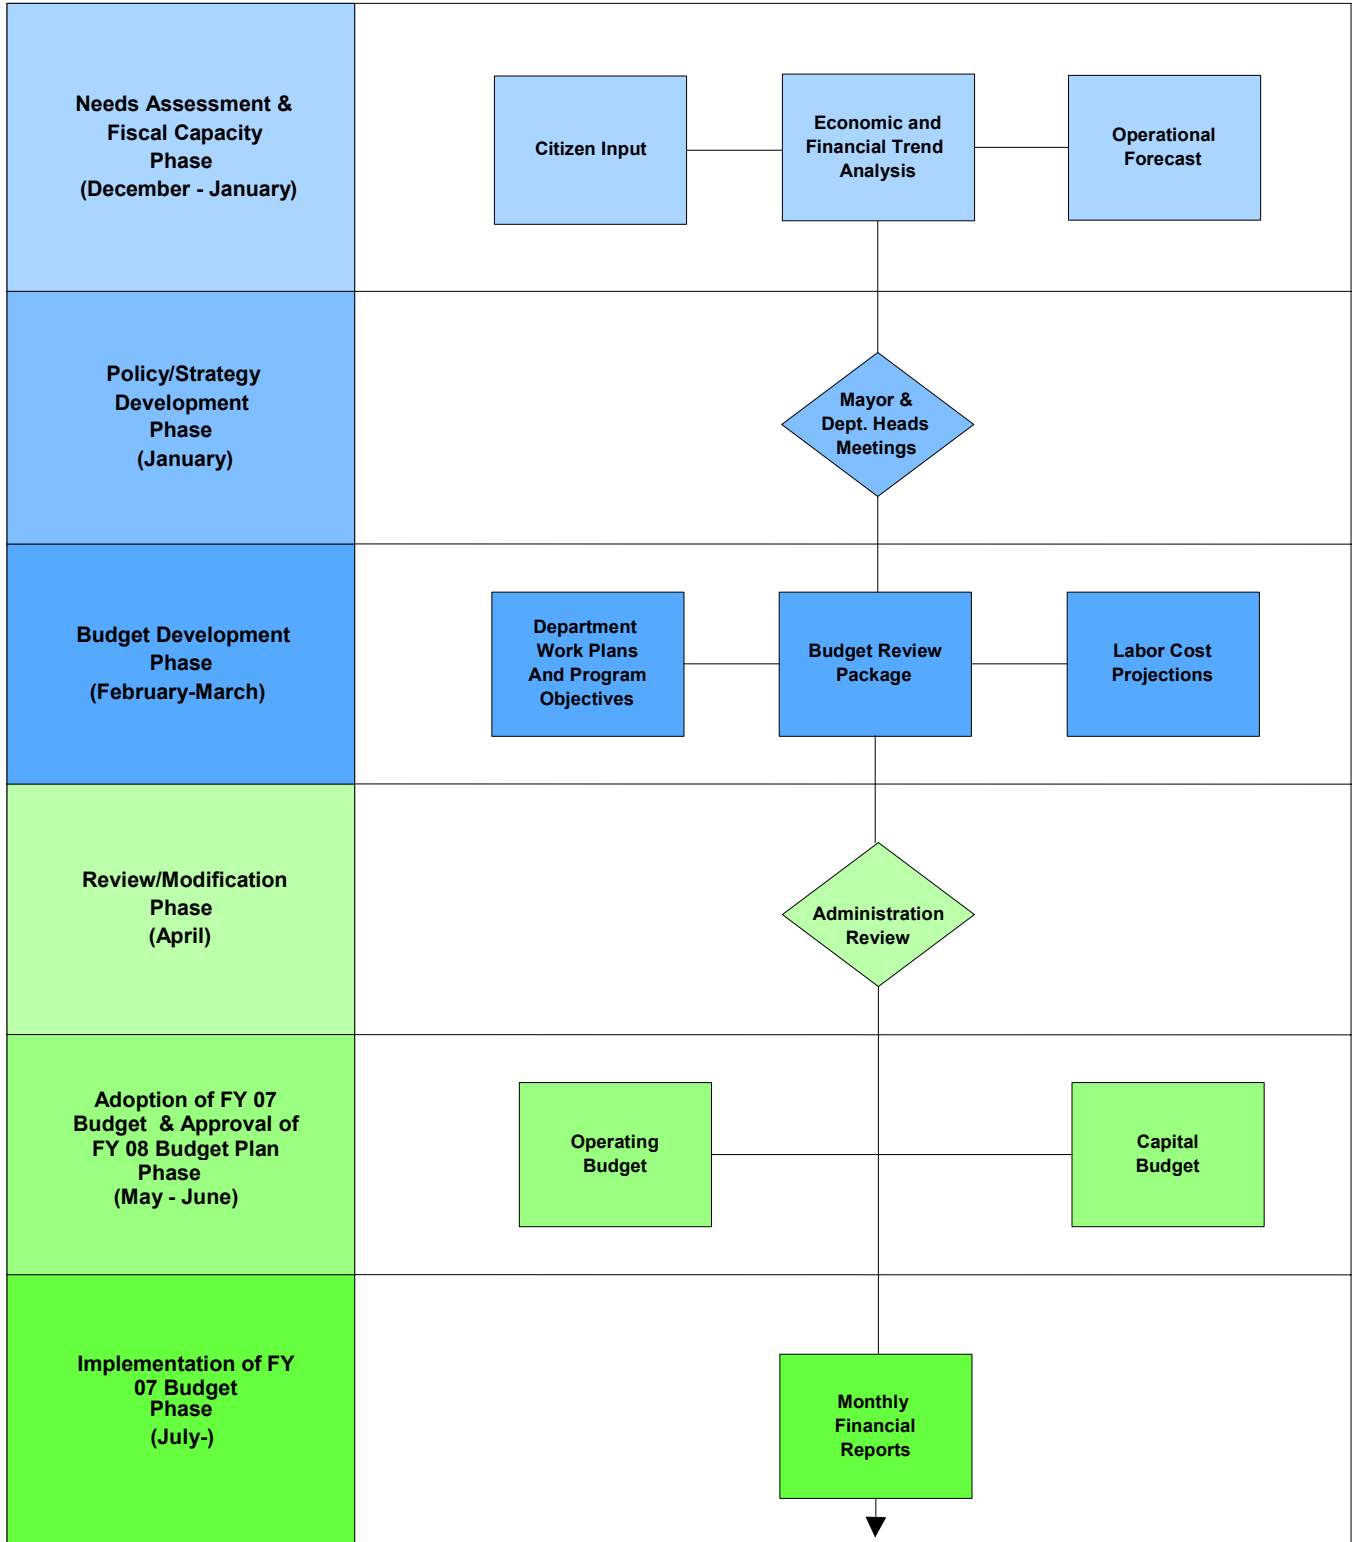 Needs Assessment &
Fiscal Capacity
Phase
(December - January)
Citizen Input
Economic and
Financial Trend
Analysis
Operational
Forecast
Policy/Strategy
Development
Phase
(January)
Mayor &
Dept. Heads
Meetings
Budget Development
Phase
(February-March)
Department
Work Plans
And Program
Objectives
Budget Review
Package
Labor Cost
Projections
Review/Modification
Phase
(April)
Administration
Review
Adoption of FY 07
Budget & Approval of
FY 08 Budget Plan
Phase
(May - June)
Operating
Budget
Capital
Budget
Implementation of FY
07 Budget
Phase
(July-)
Monthly
Financial
Reports